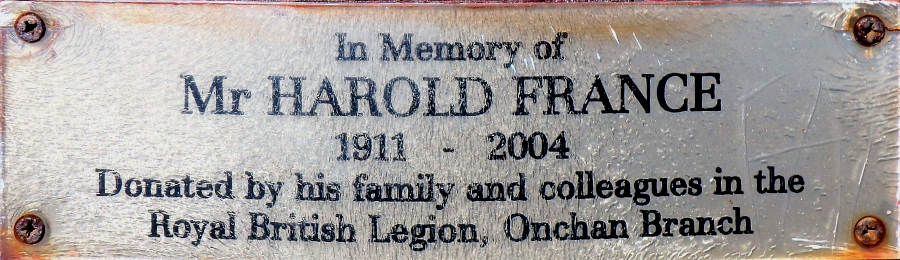 In Memory of
Mr HAROLD FRANCE
1911 - 2004
Donated by his family and colleagues in the
Royal British Legion, Onchan Branch